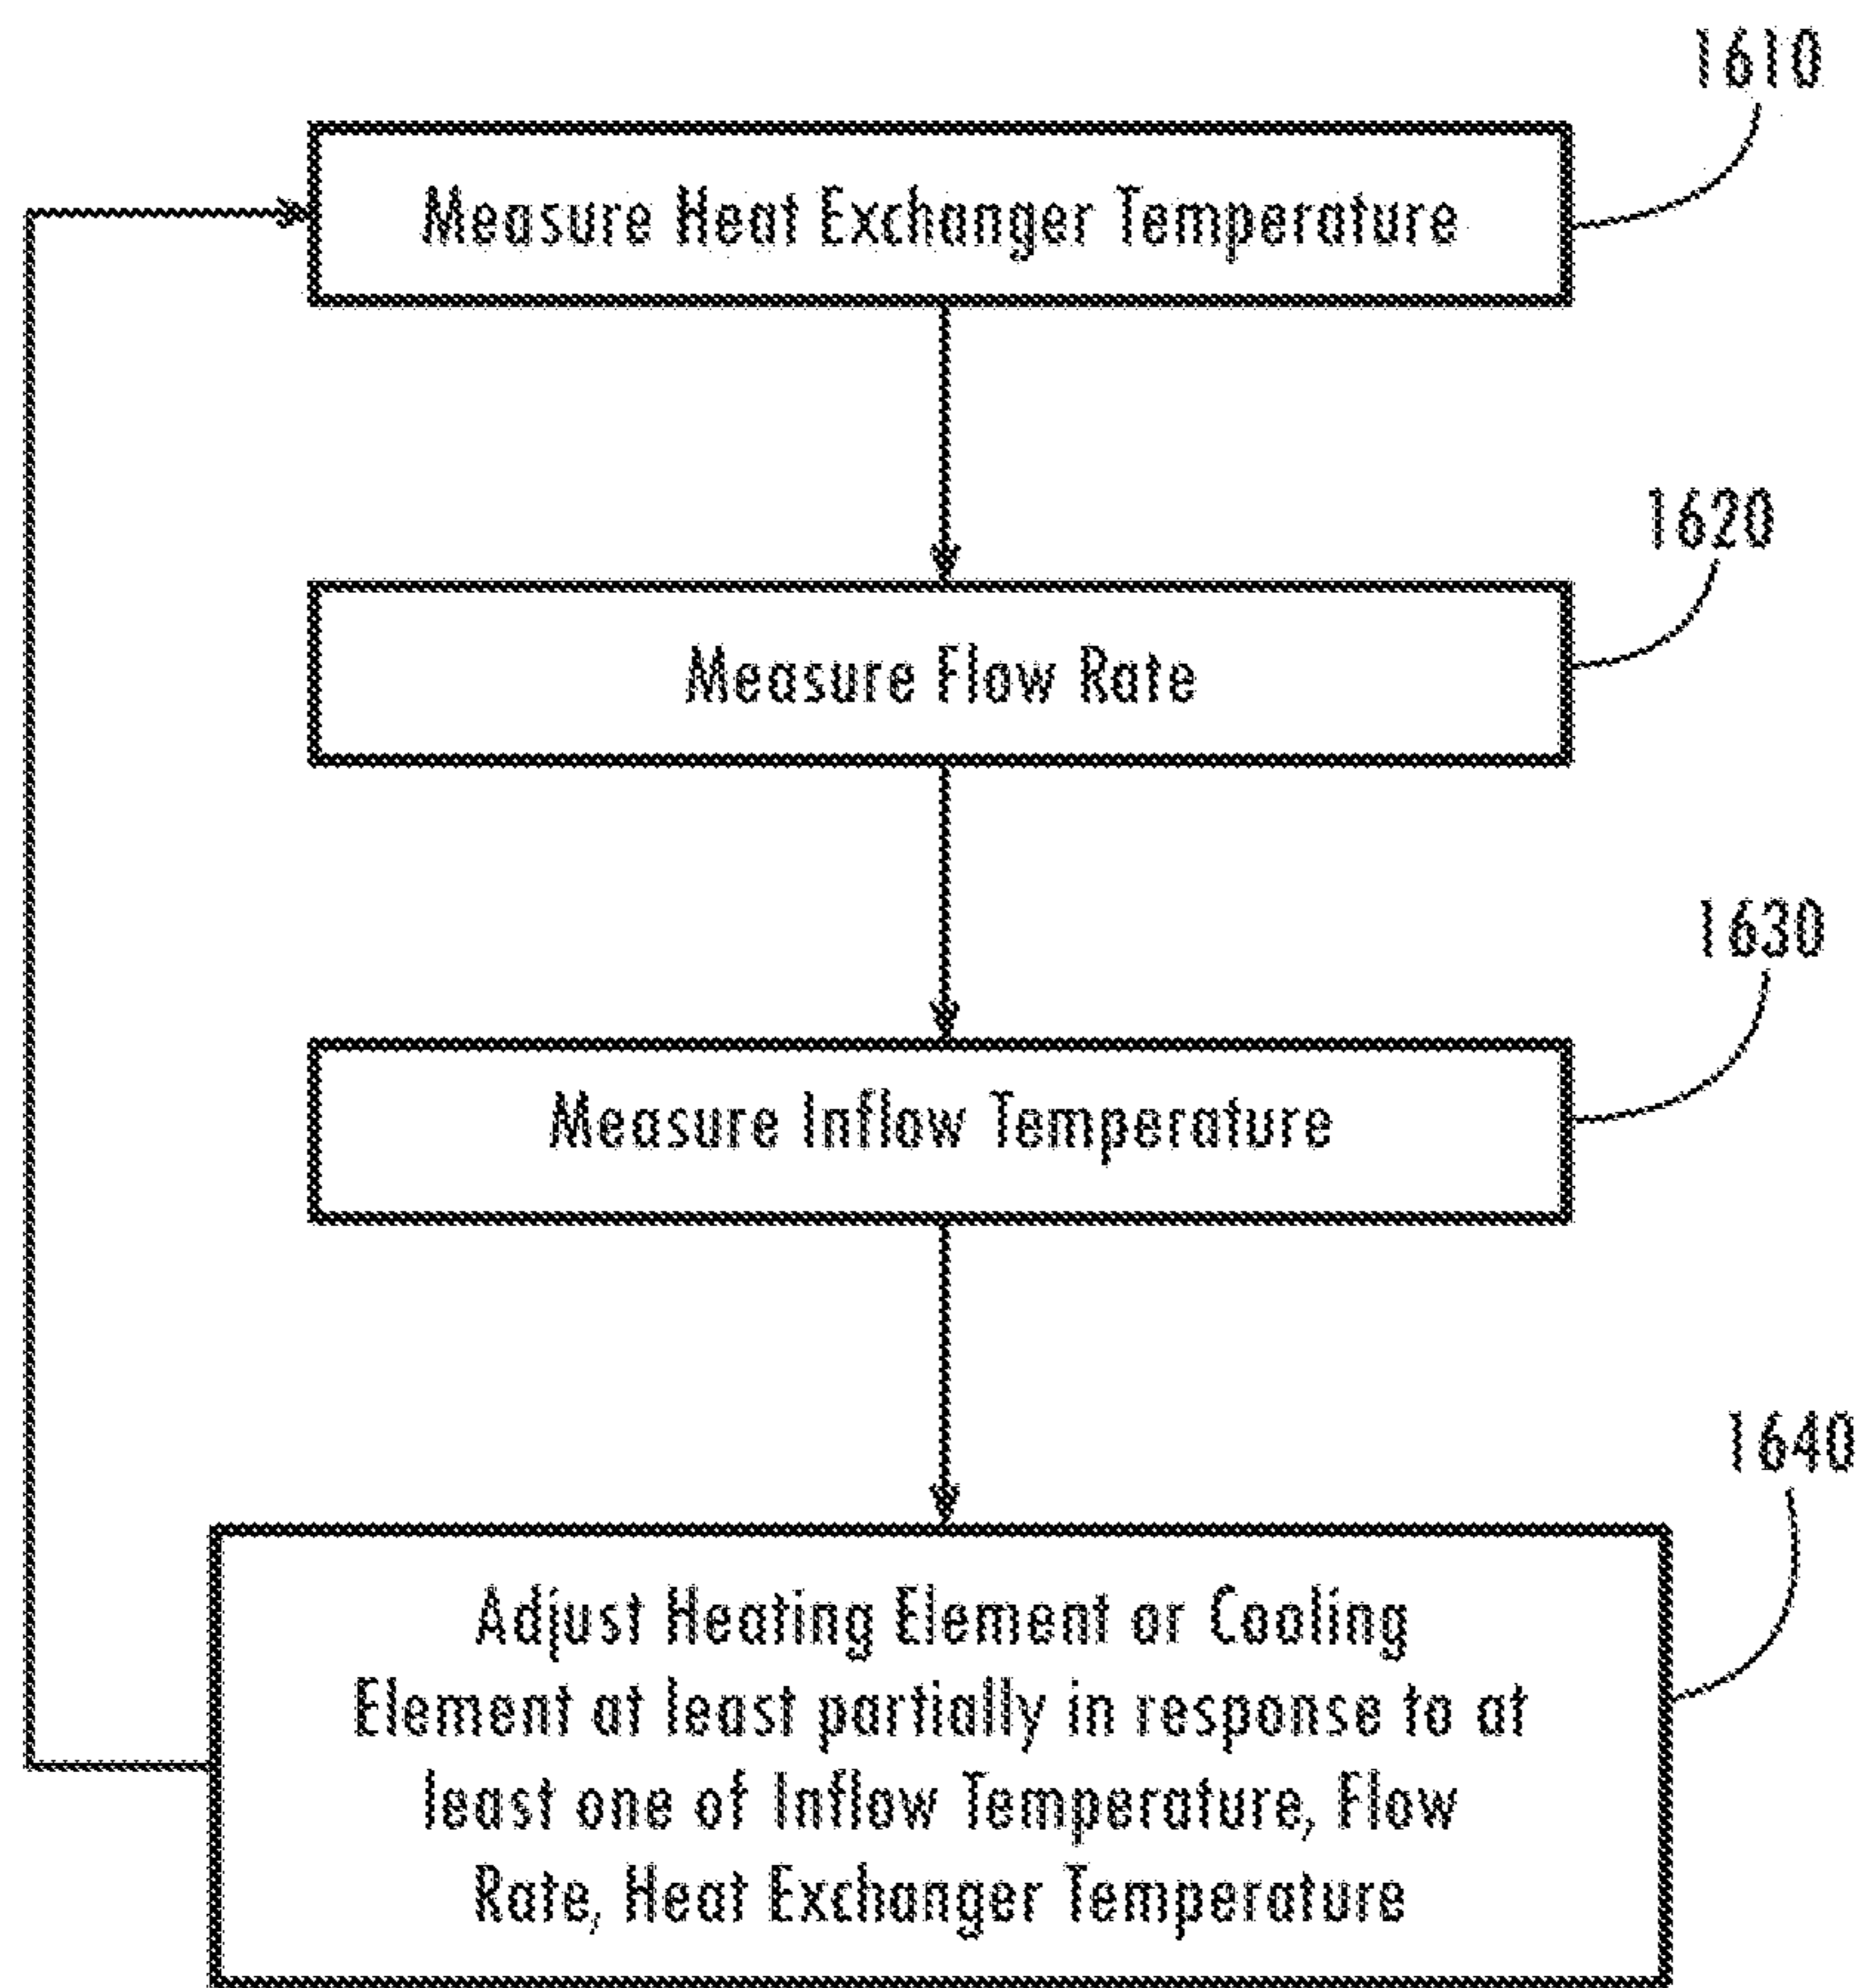 1610
Measure Heat Exchanger Temperature
1620
Measure Flow Rate
1630
Measure Inflow Temperature
1640
Adjust Heating Element or Cooling
Element at least partially in response to at
least one of Inflow Temperature, Flow
Rate, Heat Exchanger Temperature